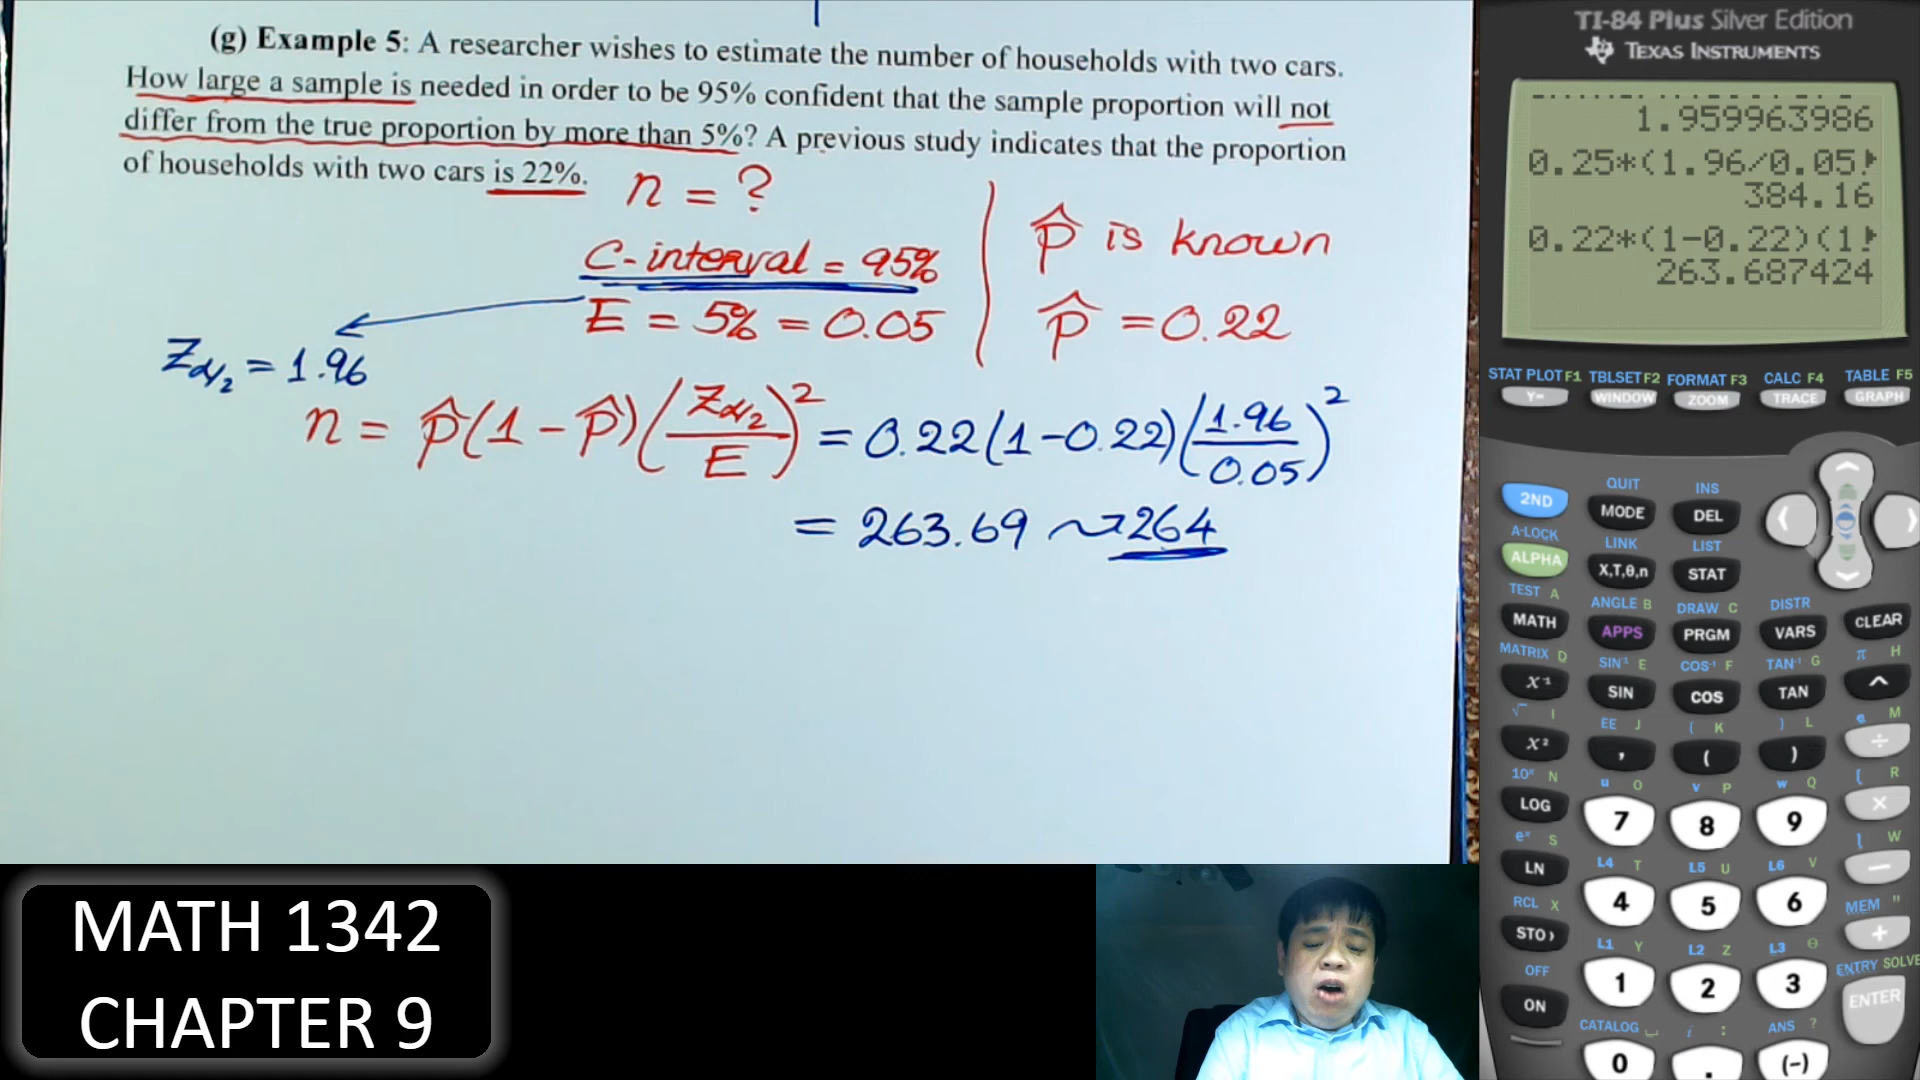 (g) Example 5: A researcher wishes to estimate the number of households with two cars.
How large a sample is needed in order to be 95% confident that the sample proportion will not
differ from the true proportion by more than 5%? A previous study indicates that the proportion
of households with two cars is 22%.
n = ?
C-interval = 95%
E = 5% = 0.05
p̂ is known
p̂ = 0.22
Zα/2 = 1.96
n = p̂(1 - p̂)(Zα/2 / E)² = 0.22(1-0.22)(1.96/0.05)²
= 263.69 ~→ 264
MATH 1342
CHAPTER 9
TI-84 Plus Silver Edition
TEXAS INSTRUMENTS
1.959963986
0.25*(1.96/0.05
384.16
0.22*(1-0.22)(1
263.687424
STAT PLOT F1 TBLSET F2 FORMAT F3 CALC F4 TABLE F5
Y= WINDOW ZOOM TRACE GRAPH
QUIT INS
2ND MODE DEL
A-LOCK LINK LIST
ALPHA X,T,θ,n STAT
TEST A ANGLE B DRAW C DISTR
MATH APPS PRGM VARS CLEAR
MATRIX D SIN⁻¹ E COS⁻¹ F TAN⁻¹ G π H
x⁻¹ SIN COS TAN ^
√ I EE J { K } L e M
x² , ( ) ÷
10ˣ N u O v P w Q [ R
LOG 7 8 9 ×
eˣ S L4 T L5 U L6 V ] W
LN 4 5 6 −
RCL X L1 Y L2 Z L3 θ MEM "
STO› 1 2 3 +
OFF CATALOG i : ANS ? ENTRY SOLVE
ON 0 . (-) ENTER